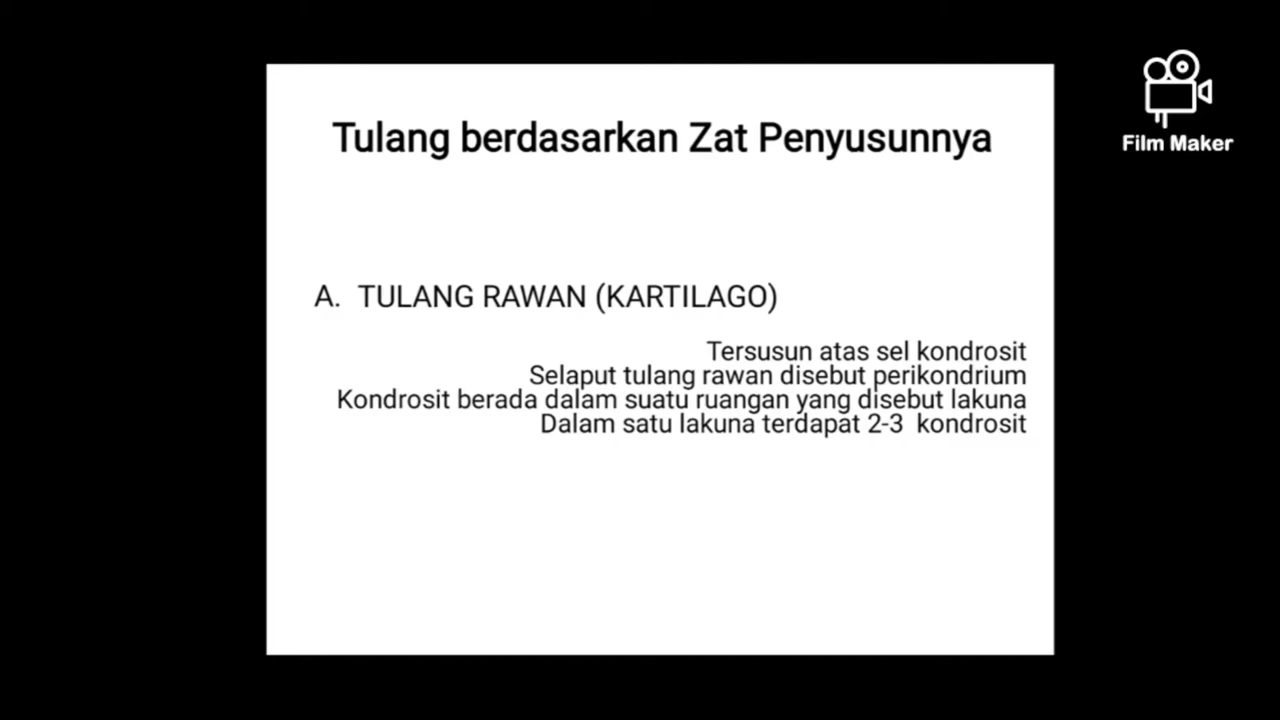 Tulang berdasarkan Zat Penyusunnya
A. TULANG RAWAN (KARTILAGO)
Tersusun atas sel kondrosit
Selaput tulang rawan disebut perikondrium
Kondrosit berada dalam suatu ruangan yang disebut lakuna
Dalam satu lakuna terdapat 2-3 kondrosit
Film Maker